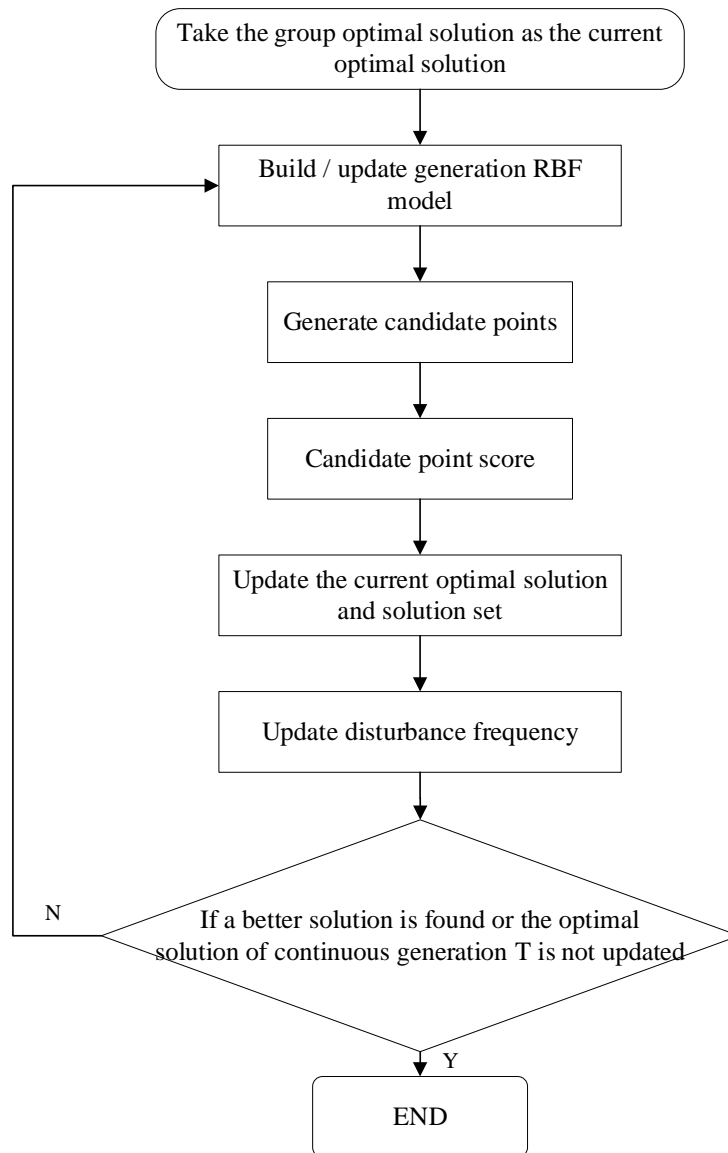 Take the group optimal solution as the current
optimal solution
Build / update generation RBF
model
Generate candidate points
Candidate point score
Update the current optimal solution
and solution set
Update disturbance frequency
N
If a better solution is found or the optimal
solution of continuous generation T is not updated
Y
END